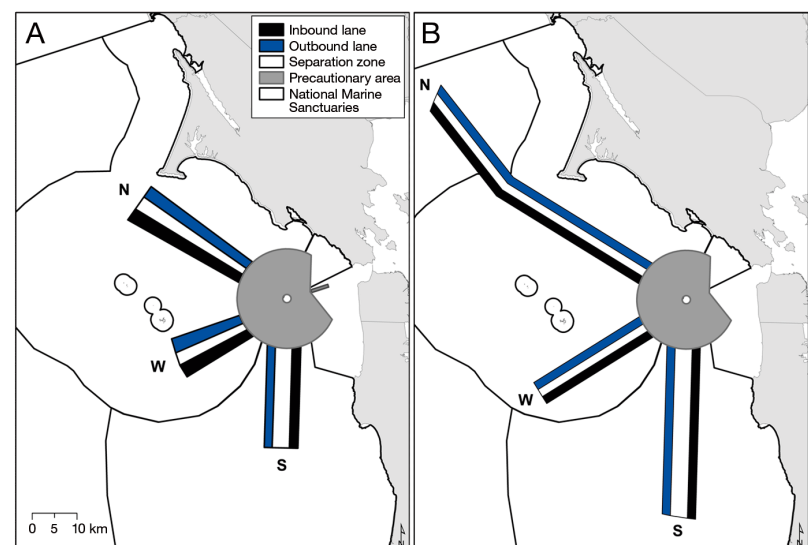 A
Inbound lane
Outbound lane
Separation zone
Precautionary area
National Marine
Sanctuaries
N
W
S
0 5 10 km
B
N
W
S